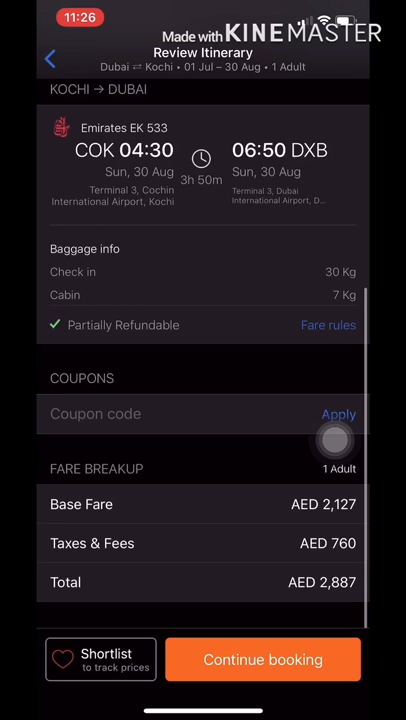 11:26
Made with KINEMASTER
Review Itinerary
Dubai ⇌ Kochi • 01 Jul – 30 Aug • 1 Adult
KOCHI → DUBAI
Emirates EK 533
COK 04:30
06:50 DXB
Sun, 30 Aug
3h 50m
Sun, 30 Aug
Terminal 3, Cochin
International Airport, Kochi
Terminal 3, Dubai
International Airport, D...
Baggage info
Check in 30 Kg
Cabin 7 Kg
Partially Refundable Fare rules
COUPONS
Coupon code Apply
FARE BREAKUP 1 Adult
Base Fare AED 2,127
Taxes & Fees AED 760
Total AED 2,887
Shortlist
to track prices
Continue booking